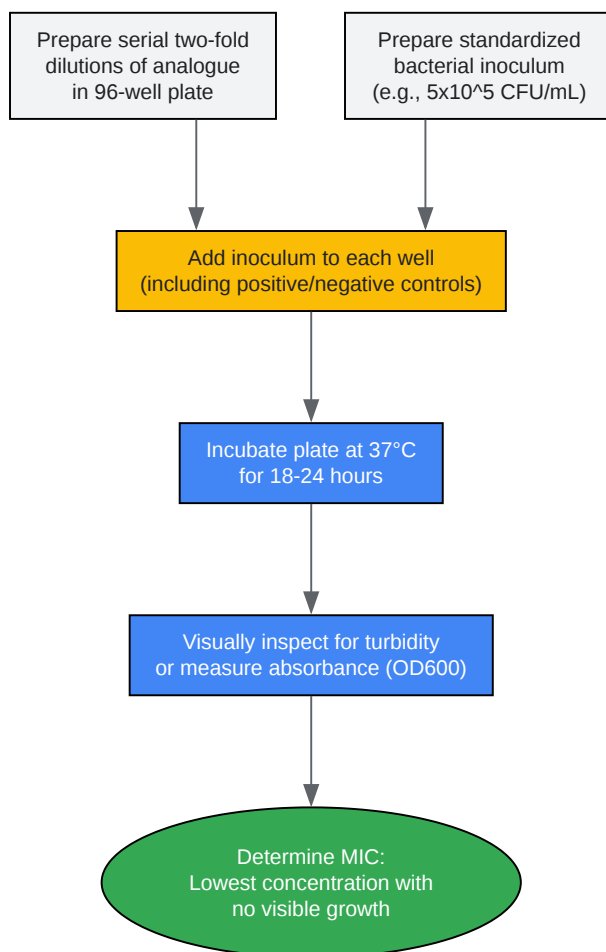 Prepare serial two-fold
dilutions of analogue
in 96-well plate
Prepare standardized
bacterial inoculum
(e.g., 5x10^5 CFU/mL)
Add inoculum to each well
(including positive/negative controls)
Incubate plate at 37°C
for 18-24 hours
Visually inspect for turbidity
or measure absorbance (OD600)
Determine MIC:
Lowest concentration with
no visible growth